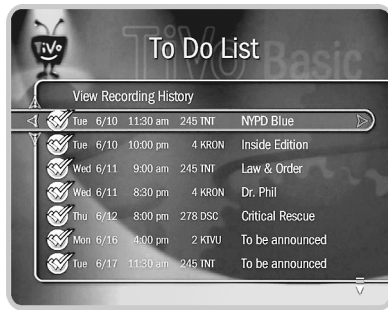 TiVo
To Do List
TiVo Basic
View Recording History
Tue 6/10 11:30 am 245 TNT NYPD Blue
Tue 6/10 10:00 pm 4 KRON Inside Edition
Wed 6/11 9:00 am 245 TNT Law & Order
Wed 6/11 8:30 pm 4 KRON Dr. Phil
Thu 6/12 8:00 pm 278 DSC Critical Rescue
Mon 6/16 4:00 pm 2 KTVU To be announced
Tue 6/17 11:30 am 245 TNT To be announced